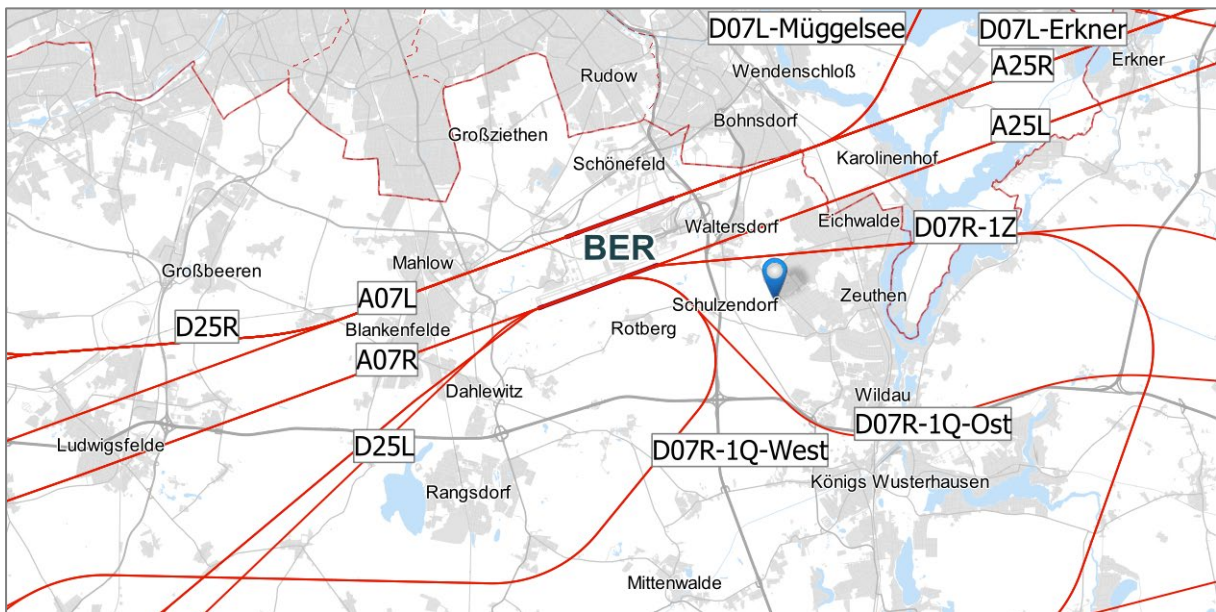 D07L-Müggelsee
D07L-Erkner
Erkner
Rudow
Wendenschloß
A25R
Bohnsdorf
A25L
Großziethen
Schönefeld
Karolinenhof
Waltersdorf
Eichwalde
D07R-1Z
BER
Mahlow
Großbeeren
A07L
Schulzendorf
Zeuthen
D25R
Blankenfelde
Rotberg
A07R
Dahlewitz
Wildau
D07R-1Q-Ost
Ludwigsfelde
D25L
D07R-1Q-West
Rangsdorf
Königs Wusterhausen
Mittenwalde